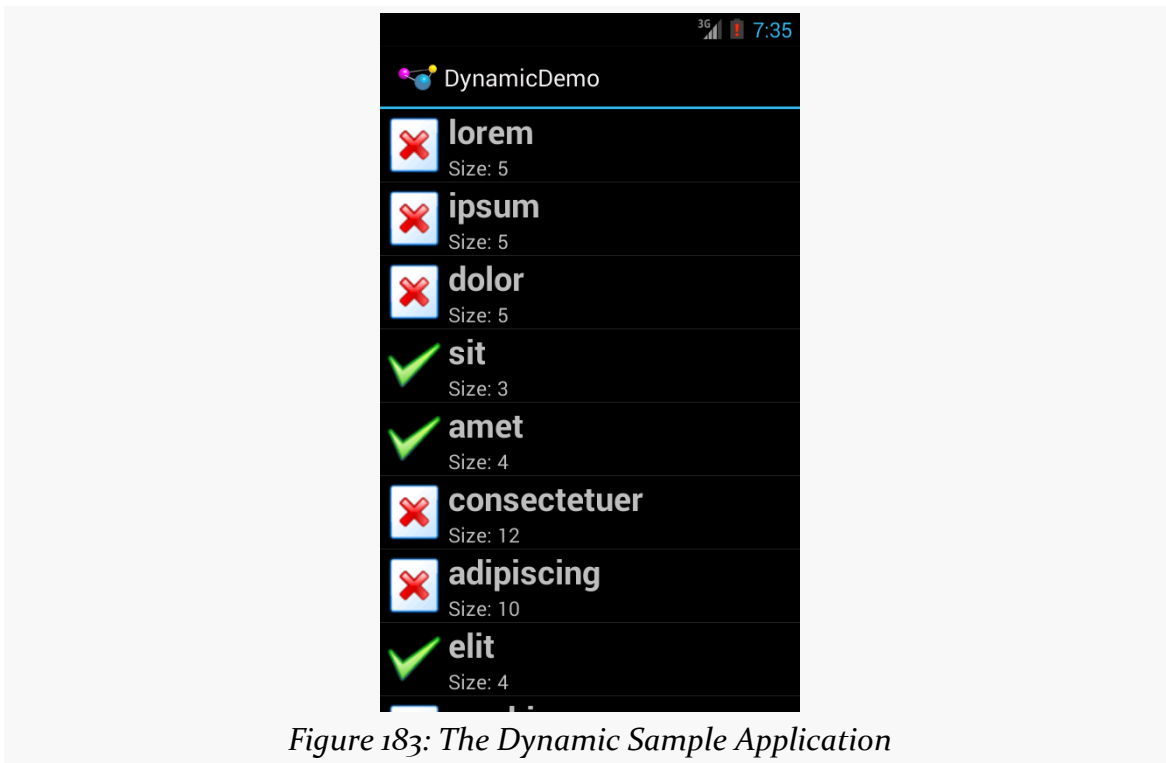 3G 7:35
DynamicDemo
lorem
Size: 5
ipsum
Size: 5
dolor
Size: 5
sit
Size: 3
amet
Size: 4
consectetuer
Size: 12
adipiscing
Size: 10
elit
Size: 4
Figure 183: The Dynamic Sample Application